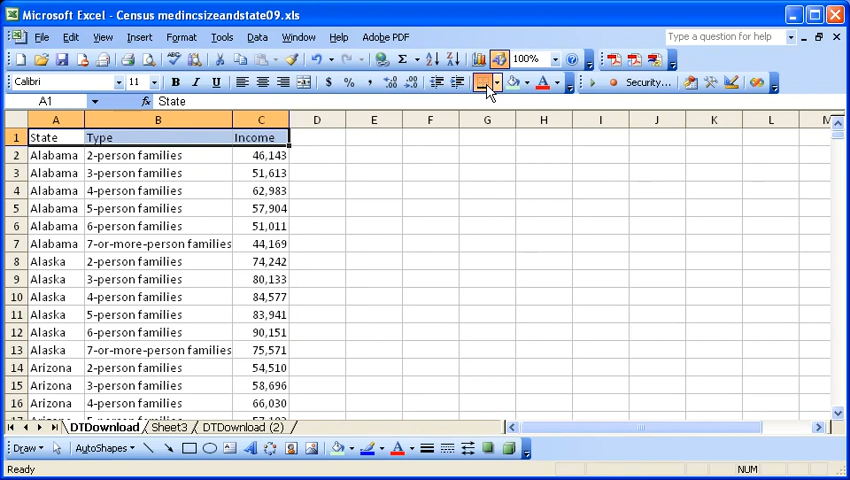 Microsoft Excel - Census medincsizeandstate09.xls
File Edit View Insert Format Tools Data Window Help Adobe PDF Type a question for help
100%
Calibri 11 B I U $ % , Security...
A1 fx State
A B C D E F G H I J K L M
1 State Type Income
2 Alabama 2-person families 46,143
3 Alabama 3-person families 51,613
4 Alabama 4-person families 62,983
5 Alabama 5-person families 57,904
6 Alabama 6-person families 51,011
7 Alabama 7-or-more-person families 44,169
8 Alaska 2-person families 74,242
9 Alaska 3-person families 80,133
10 Alaska 4-person families 84,577
11 Alaska 5-person families 83,941
12 Alaska 6-person families 90,151
13 Alaska 7-or-more-person families 75,571
14 Arizona 2-person families 54,510
15 Arizona 3-person families 58,696
16 Arizona 4-person families 66,030
DTDownload Sheet3 DTDownload (2)
Draw AutoShapes
Ready NUM